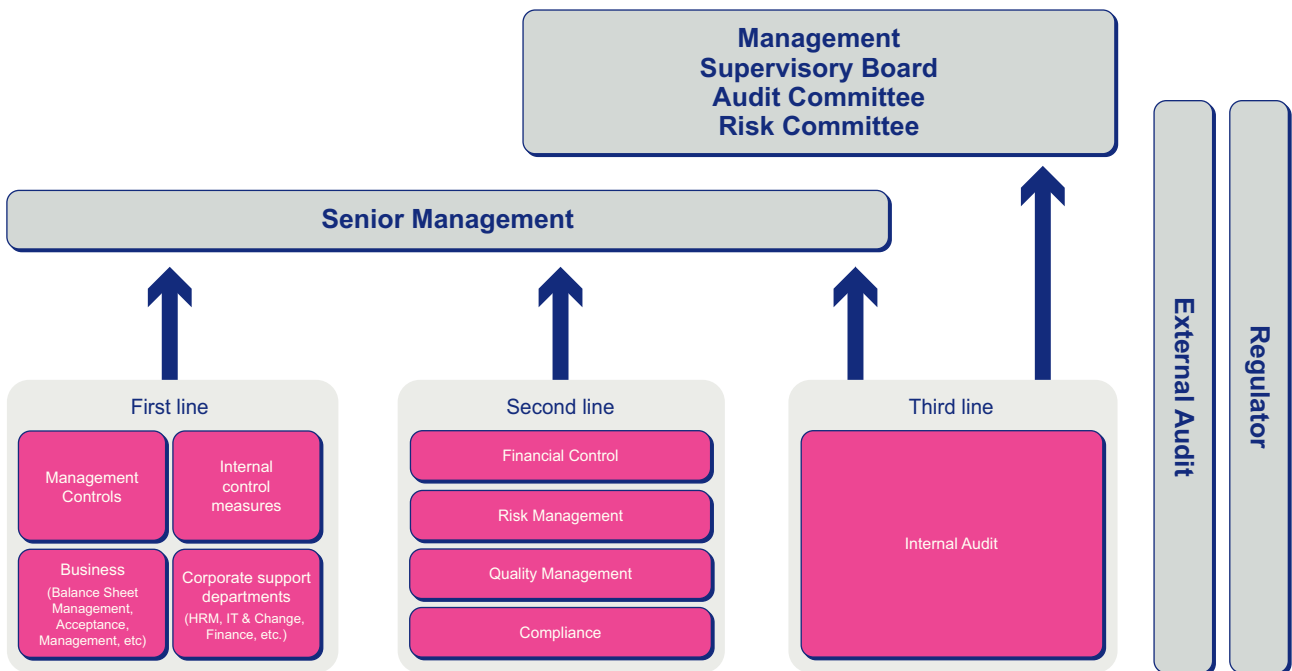 Management
Supervisory Board
Audit Committee
Risk Committee
Senior Management
External Audit
Regulator
First line
Management
Controls
Internal
control
measures
Business
(Balance Sheet
Management,
Acceptance,
Management, etc)
Corporate support
departments
(HRM, IT & Change,
Finance, etc.)
Second line
Financial Control
Risk Management
Quality Management
Compliance
Third line
Internal Audit